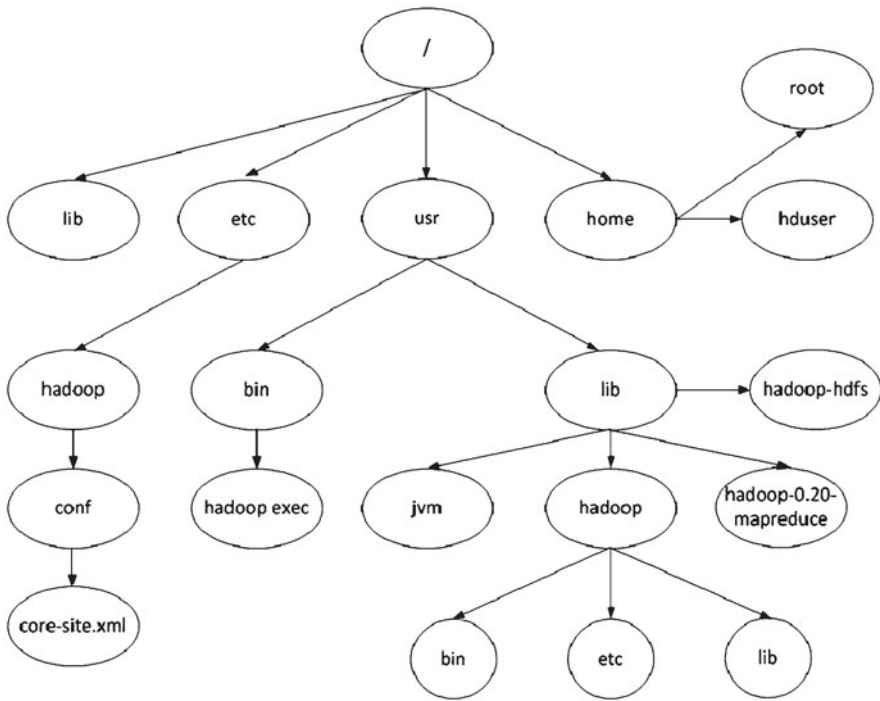 /
root
lib
etc
usr
home
hduser
hadoop
bin
lib
hadoop-hdfs
conf
hadoop exec
jvm
hadoop
hadoop-0.20-
mapreduce
core-site.xml
bin
etc
lib